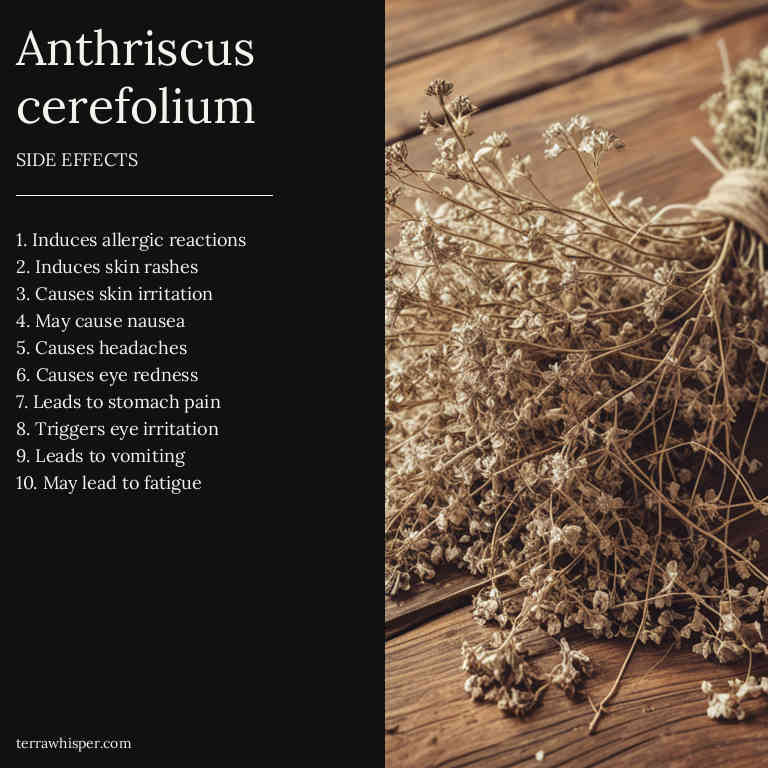 Anthriscus
cerefolium
SIDE EFFECTS
1. Induces allergic reactions
2. Induces skin rashes
3. Causes skin irritation
4. May cause nausea
5. Causes headaches
6. Causes eye redness
7. Leads to stomach pain
8. Triggers eye irritation
9. Leads to vomiting
10. May lead to fatigue
terrawhisper.com